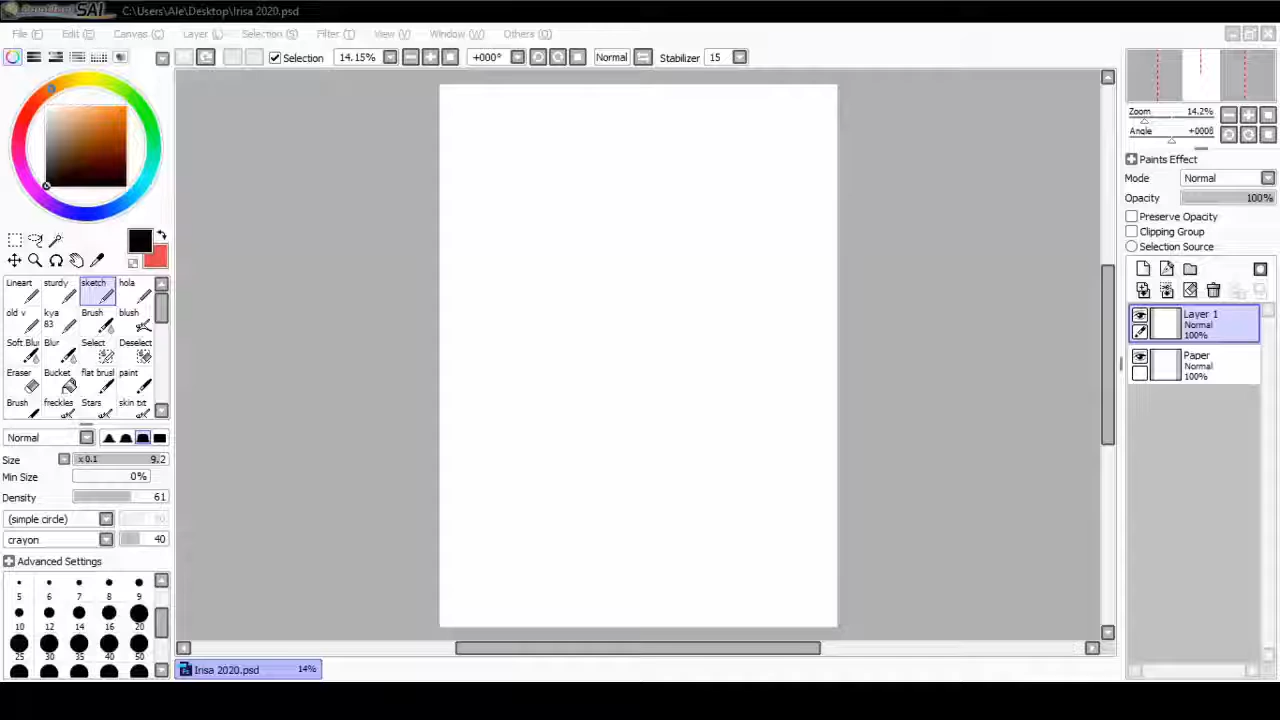 SAI C:\Users\Ale\Desktop\Irisa 2020.psd
File (F) Edit (E) Canvas (C) Layer (L) Selection (S) Filter (T) View (V) Window (W) Others (O)
Selection 14.15% +000° Normal Stabilizer 15
Zoom 14.2%
Angle +0008
Paints Effect
Mode Normal
Opacity 100%
Preserve Opacity
Clipping Group
Selection Source
Layer 1
Normal
100%
Paper
Normal
100%
Lineart sturdy sketch hola
old v kya 83 Brush blush
Soft Blur Blur Select Deselect
Eraser Bucket flat brusl paint
Brush freckles Stars skin txt
Normal
Size x 0.1 9.2
Min Size 0%
Density 61
(simple circle)
crayon 40
Advanced Settings
5 6 7 8 9
10 12 14 16 20
25 30 35 40 50
Irisa 2020.psd 14%